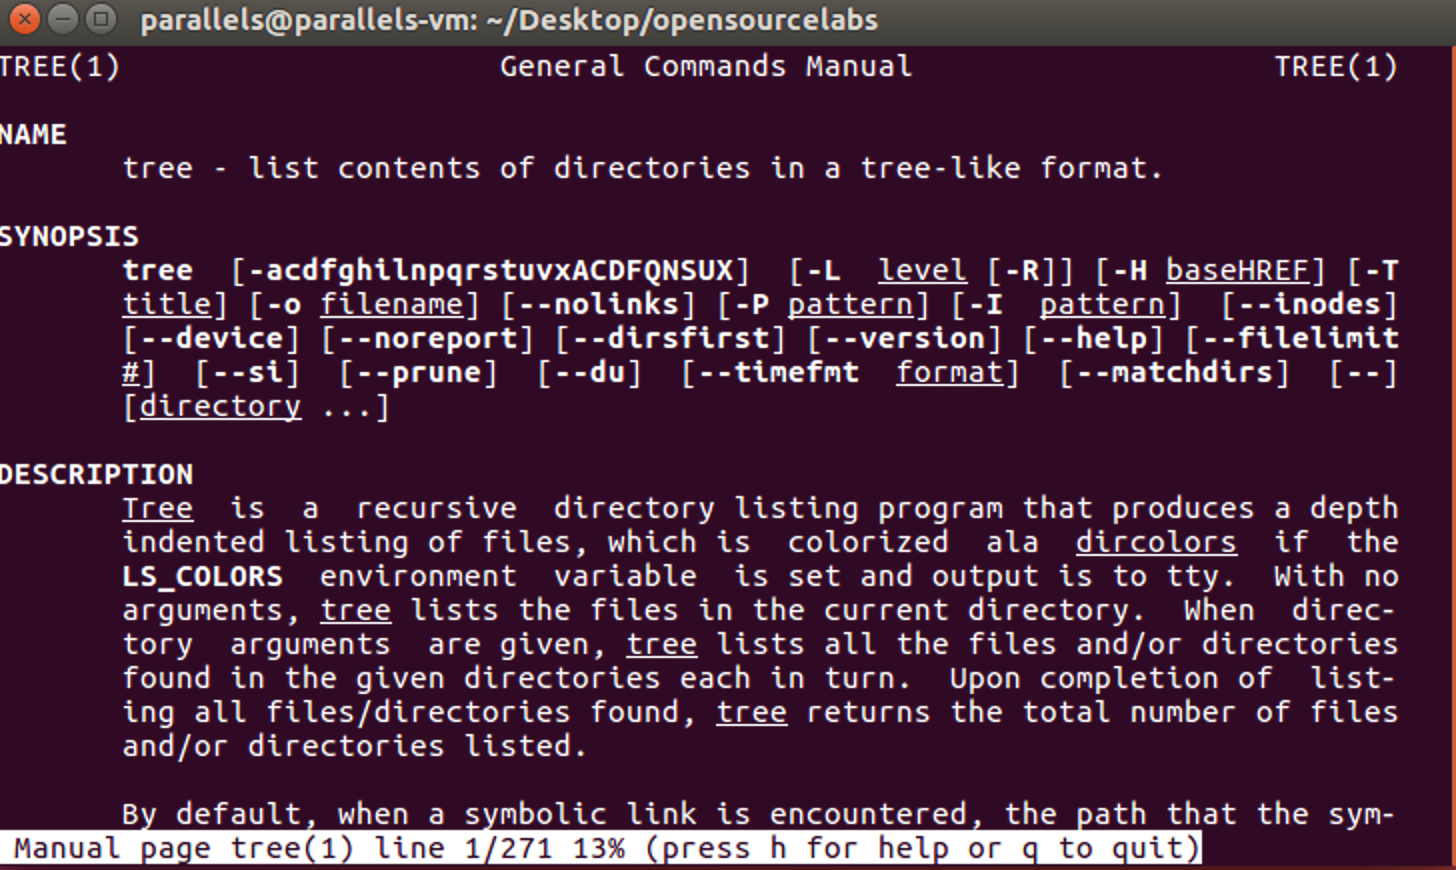 parallels@parallels-vm: ~/Desktop/opensourcelabs
TREE(1) General Commands Manual TREE(1)
NAME
tree - list contents of directories in a tree-like format.
SYNOPSIS
tree [-acdfghilnpqrstuvxACDFQNSUX] [-L level [-R]] [-H baseHREF] [-T
title] [-o filename] [--nolinks] [-P pattern] [-I pattern] [--inodes]
[--device] [--noreport] [--dirsfirst] [--version] [--help] [--filelimit
#] [--si] [--prune] [--du] [--timefmt format] [--matchdirs] [--]
[directory ...]
DESCRIPTION
Tree is a recursive directory listing program that produces a depth
indented listing of files, which is colorized ala dircolors if the
LS_COLORS environment variable is set and output is to tty. With no
arguments, tree lists the files in the current directory. When direc-
tory arguments are given, tree lists all the files and/or directories
found in the given directories each in turn. Upon completion of list-
ing all files/directories found, tree returns the total number of files
and/or directories listed.
By default, when a symbolic link is encountered, the path that the sym-
Manual page tree(1) line 1/271 13% (press h for help or q to quit)